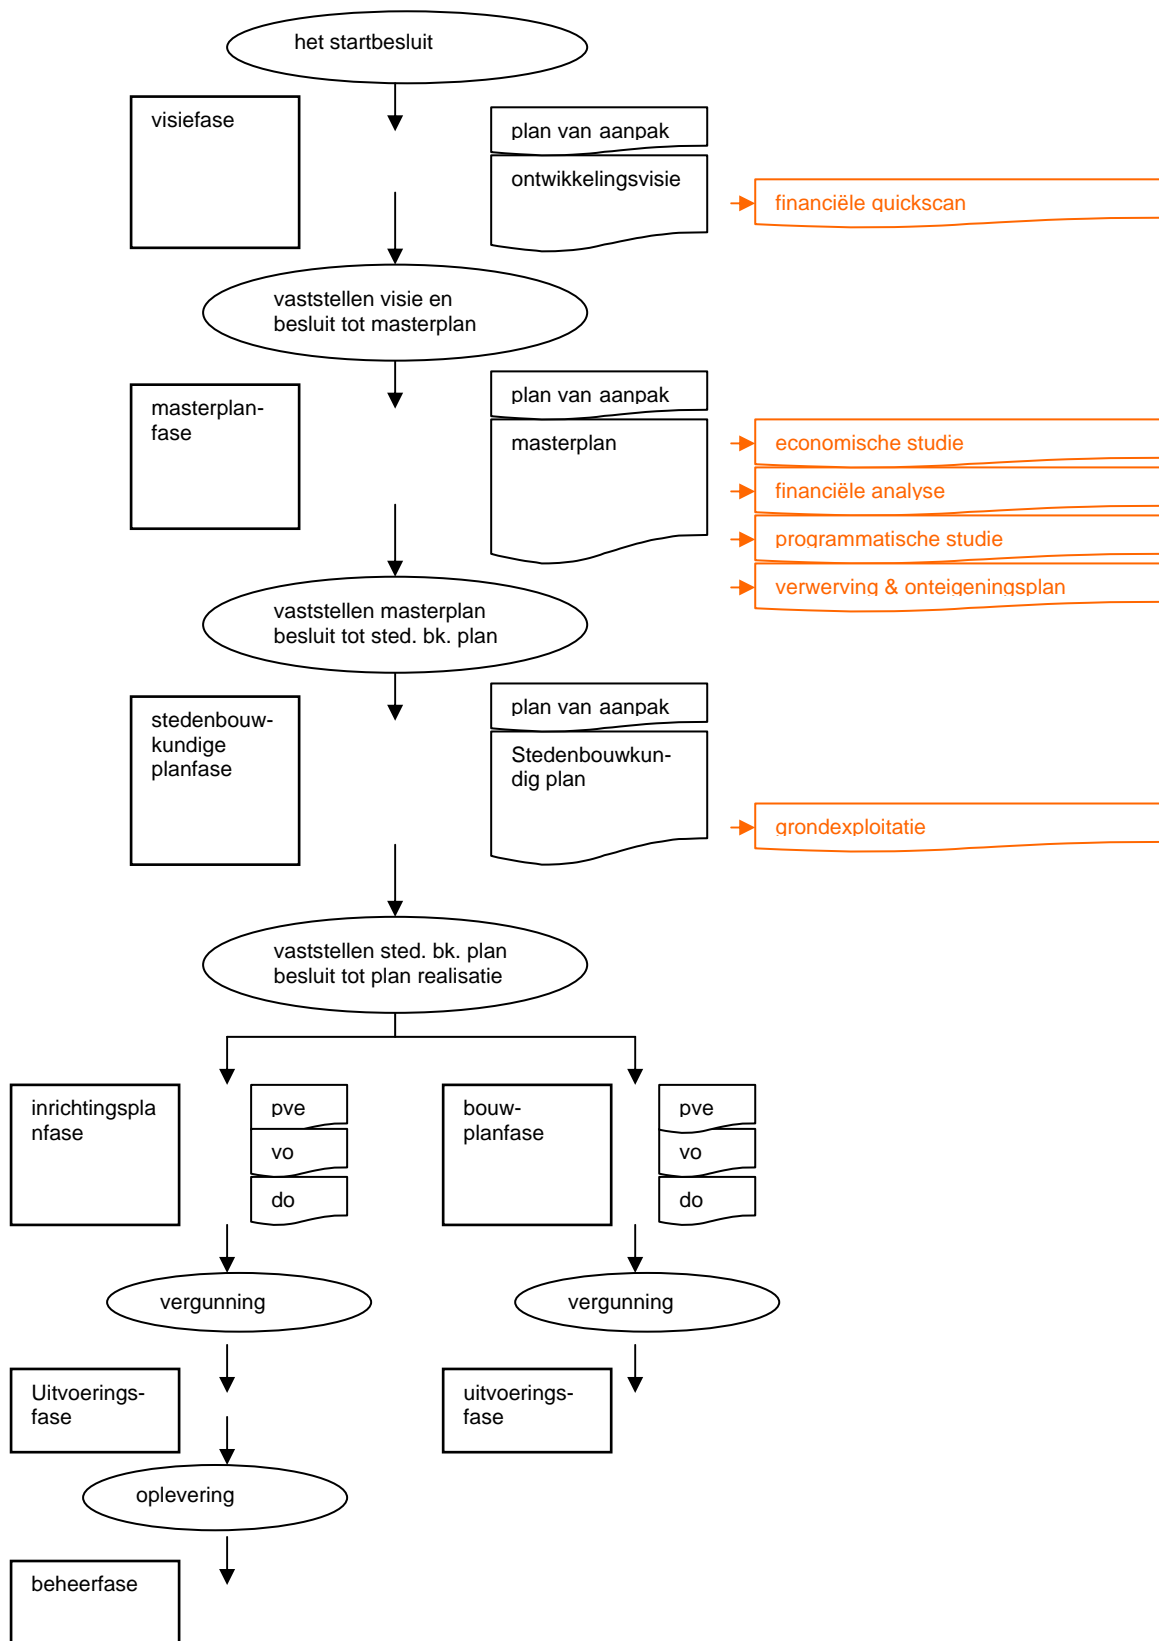 het startbesluit
visiefase
plan van aanpak
ontwikkelingsvisie
financiële quickscan
vaststellen visie en
besluit tot masterplan
masterplan-
fase
plan van aanpak
masterplan
economische studie
financiële analyse
programmatische studie
verwerving & onteigeningsplan
vaststellen masterplan
besluit tot sted. bk. plan
stedenbouw-
kundige
planfase
plan van aanpak
Stedenbouwkun-
dig plan
grondexploitatie
vaststellen sted. bk. plan
besluit tot plan realisatie
inrichtingspla
nfase
pve
vo
do
bouw-
planfase
pve
vo
do
vergunning
vergunning
Uitvoerings-
fase
uitvoerings-
fase
oplevering
beheerfase